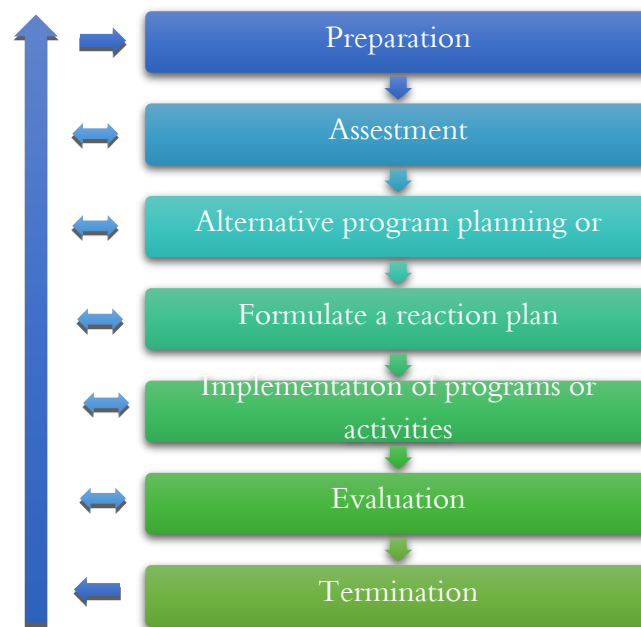 Preparation
Assestment
Alternative program planning or
Formulate a reaction plan
Implementation of programs or
activities
Evaluation
Termination